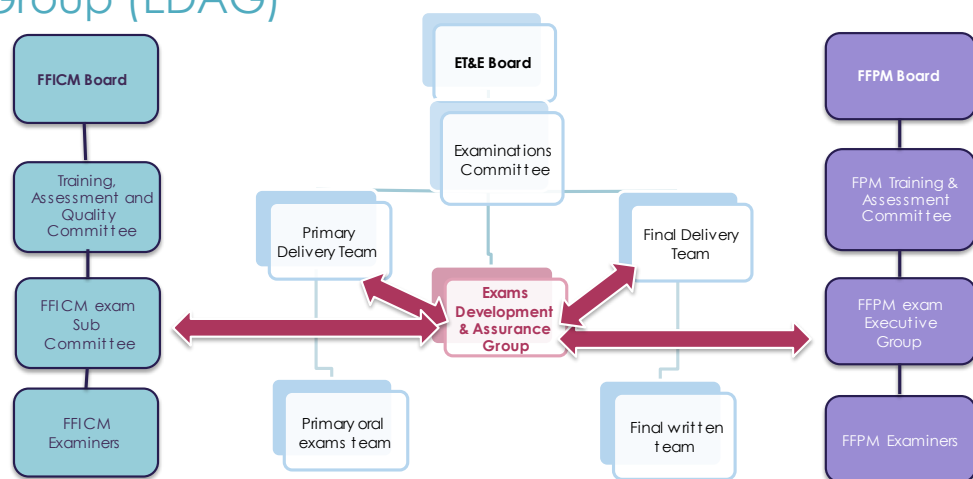 Group (EDAG)
FFICM Board
Training,
Assessment and
Quality
Committee
FFICM exam
Sub
Committee
FFICM
Examiners
ET&E Board
Examinations
Committee
Primary
Delivery Team
Final Delivery
Team
Exams
Development
& Assurance
Group
Primary oral
exams team
Final written
team
FFPM Board
FPM Training &
Assessment
Committee
FFPM exam
Executive
Group
FFPM Examiners